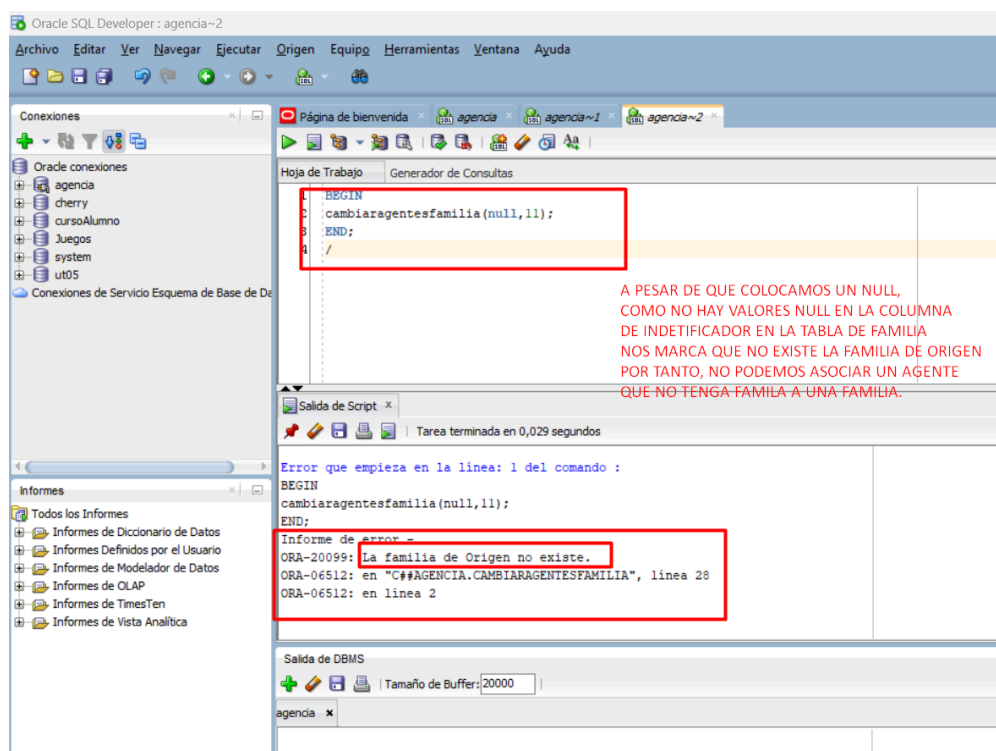 Oracle SQL Developer : agencia~2
Archivo Editar Ver Navegar Ejecutar Origen Equipo Herramientas Ventana Ayuda
Conexiones
Oracle conexiones
agencia
cherry
cursoAlumno
Juegos
system
ut05
Conexiones de Servicio Esquema de Base de Da
Página de bienvenida agencia agencia~1 agencia~2
Hoja de Trabajo Generador de Consultas
1 BEGIN
2 cambiaragentesfamilia(null,11);
3 END;
4 /
A PESAR DE QUE COLOCAMOS UN NULL,
COMO NO HAY VALORES NULL EN LA COLUMNA
DE INDETIFICADOR EN LA TABLA DE FAMILIA
NOS MARCA QUE NO EXISTE LA FAMILIA DE ORIGEN
POR TANTO, NO PODEMOS ASOCIAR UN AGENTE
QUE NO TENGA FAMILA A UNA FAMILIA.
Salida de Script
Tarea terminada en 0,029 segundos
Error que empieza en la línea: 1 del comando :
BEGIN
cambiaragentesfamilia(null,11);
END;
Informe de error -
ORA-20099: La familia de Origen no existe.
ORA-06512: en "C##AGENCIA.CAMBIARAGENTESFAMILIA", línea 28
ORA-06512: en línea 2
Informes
Todos los Informes
Informes de Diccionario de Datos
Informes Definidos por el Usuario
Informes de Modelador de Datos
Informes de OLAP
Informes de TimesTen
Informes de Vista Analítica
Salida de DBMS
Tamaño de Buffer: 20000
agencia